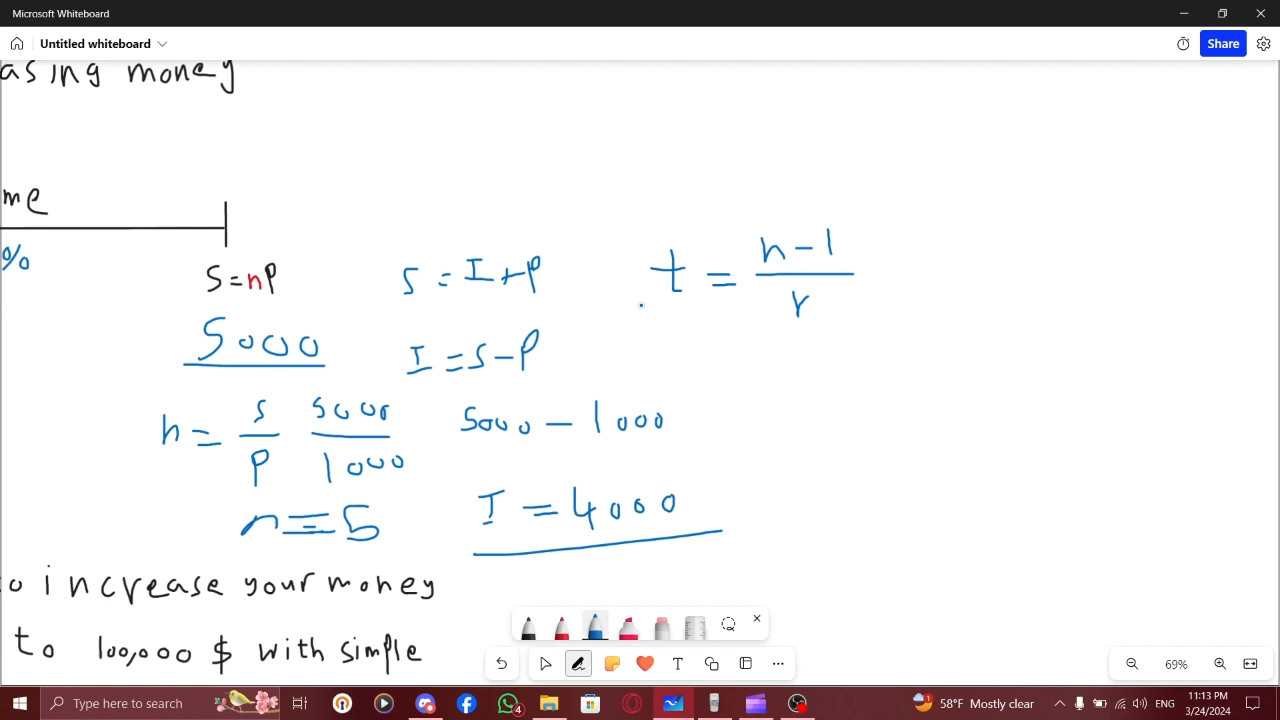 Microsoft Whiteboard
Untitled whiteboard
Share
asing money
me
%
S=nP
5000
n = S/P 5000/1000
n=5
S = I+P
I = S-P
5000 - 1000
I = 4000
t = n-1/r
o increase your money
to 100,000 $ with simple
69%
Type here to search
4
1
58°F Mostly clear
ENG
11:13 PM
3/24/2024